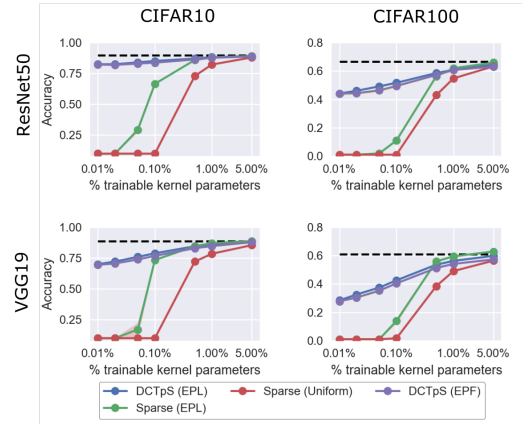 CIFAR10 CIFAR100
ResNet50
Accuracy
1.00
0.75
0.50
0.25
0.01% 0.10% 1.00% 5.00%
% trainable kernel parameters
0.8
0.6
0.4
0.2
0.0
0.01% 0.10% 1.00% 5.00%
% trainable kernel parameters
VGG19
Accuracy
1.00
0.75
0.50
0.25
0.01% 0.10% 1.00% 5.00%
% trainable kernel parameters
0.8
0.6
0.4
0.2
0.0
0.01% 0.10% 1.00% 5.00%
% trainable kernel parameters
DCTpS (EPL) Sparse (Uniform) DCTpS (EPF)
Sparse (EPL)